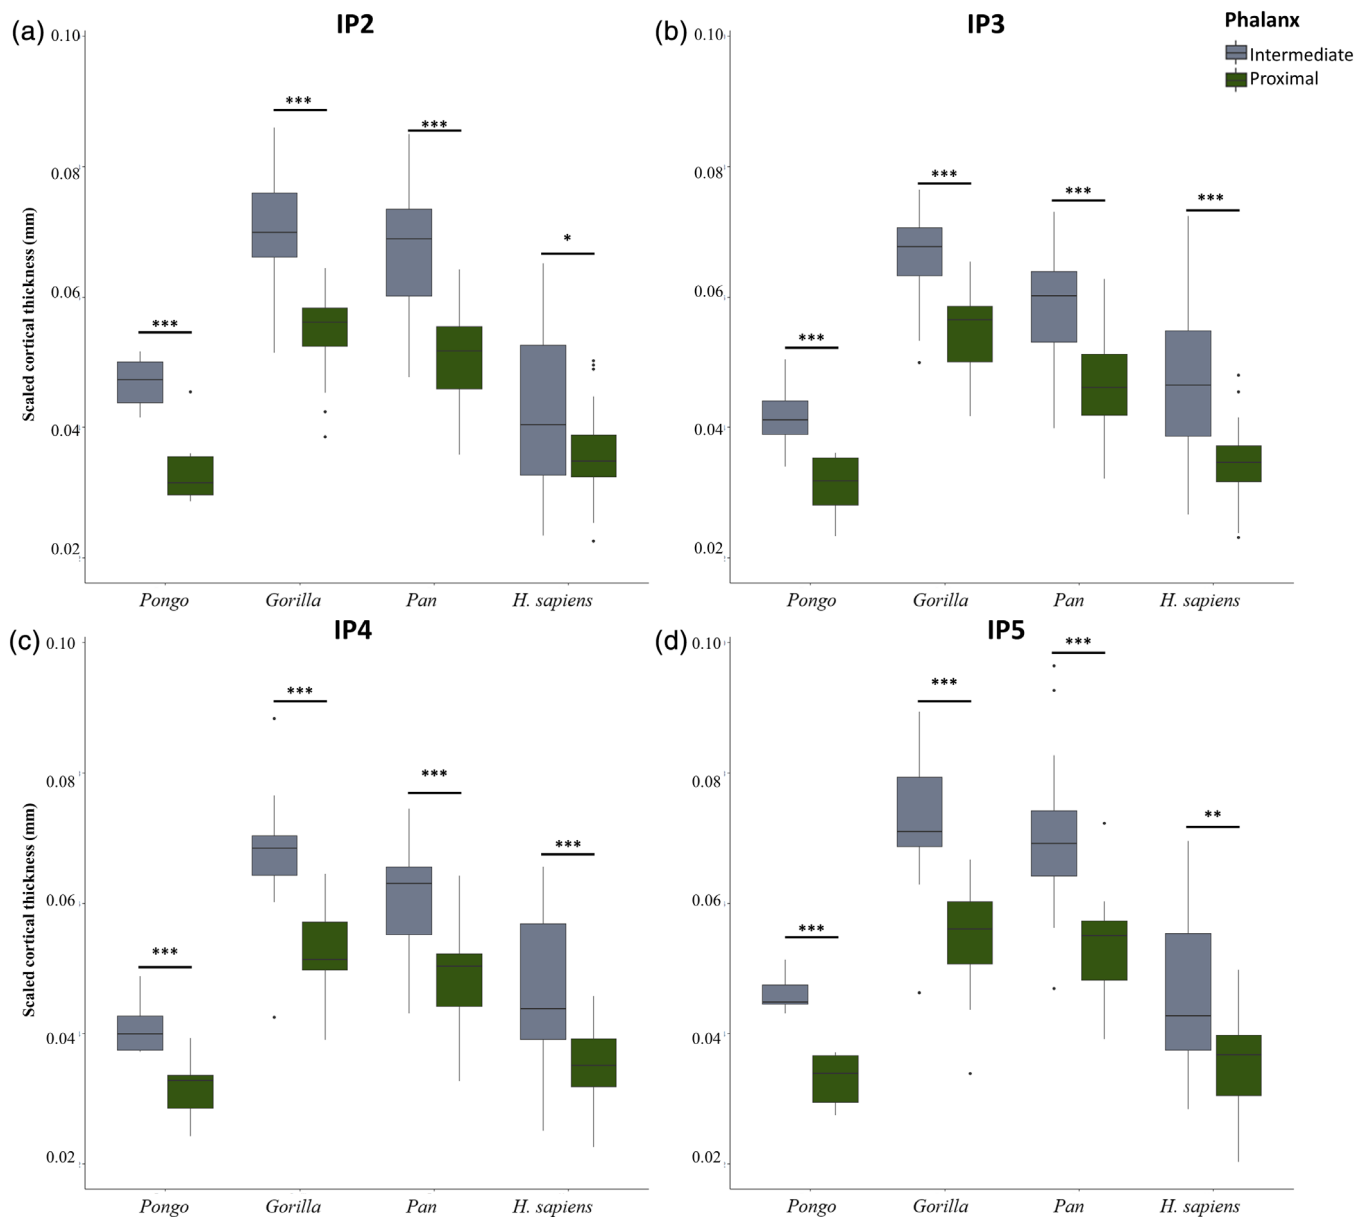 (a) IP2
0.10
0.08
0.06
0.04
0.02
Scaled cortical thickness (mm)
***
***
***
*
Pongo Gorilla Pan H. sapiens
(b) IP3
Phalanx
Intermediate
Proximal
0.10
0.08
0.06
0.04
0.02
***
***
***
***
Pongo Gorilla Pan H. sapiens
(c) IP4
0.10
0.08
0.06
0.04
0.02
Scaled cortical thickness (mm)
***
***
***
***
Pongo Gorilla Pan H. sapiens
(d) IP5
0.10
0.08
0.06
0.04
0.02
***
***
***
**
Pongo Gorilla Pan H. sapiens